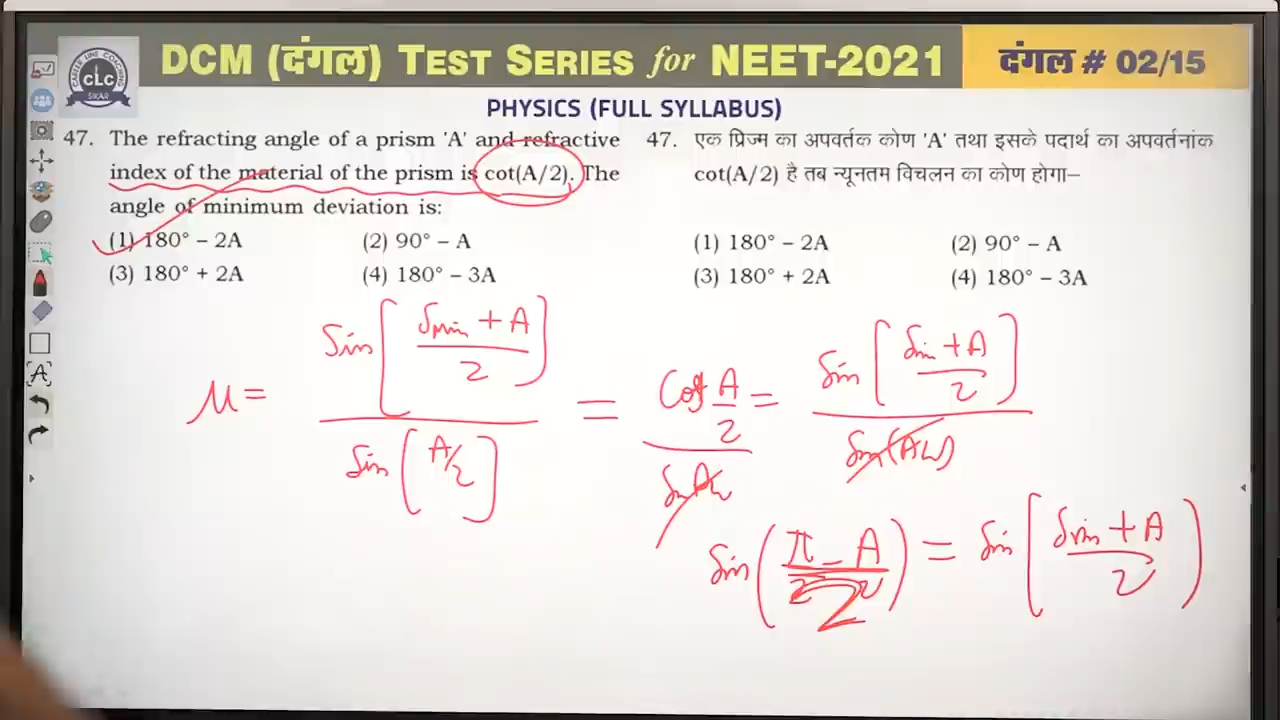 DCM (दंगल) TEST SERIES for NEET-2021
दंगल # 02/15
CLC
SIKAR
PHYSICS (FULL SYLLABUS)
47. The refracting angle of a prism 'A' and refractive
index of the material of the prism is cot(A/2). The
angle of minimum deviation is:
(1) 180° – 2A (2) 90° – A
(3) 180° + 2A (4) 180° – 3A
47. एक प्रिज्म का अपवर्तक कोण 'A' तथा इसके पदार्थ का अपवर्तनांक
cot(A/2) है तब न्यूनतम विचलन का कोण होगा–
(1) 180° – 2A (2) 90° – A
(3) 180° + 2A (4) 180° – 3A
μ = sin[(δmin + A)/2] / sin[A/2] = cos A/2 / sin A/2 = sin[(δm + A)/2] / sin(A/2)
sin(π/2 – A/2) = sin[(δmin + A)/2]